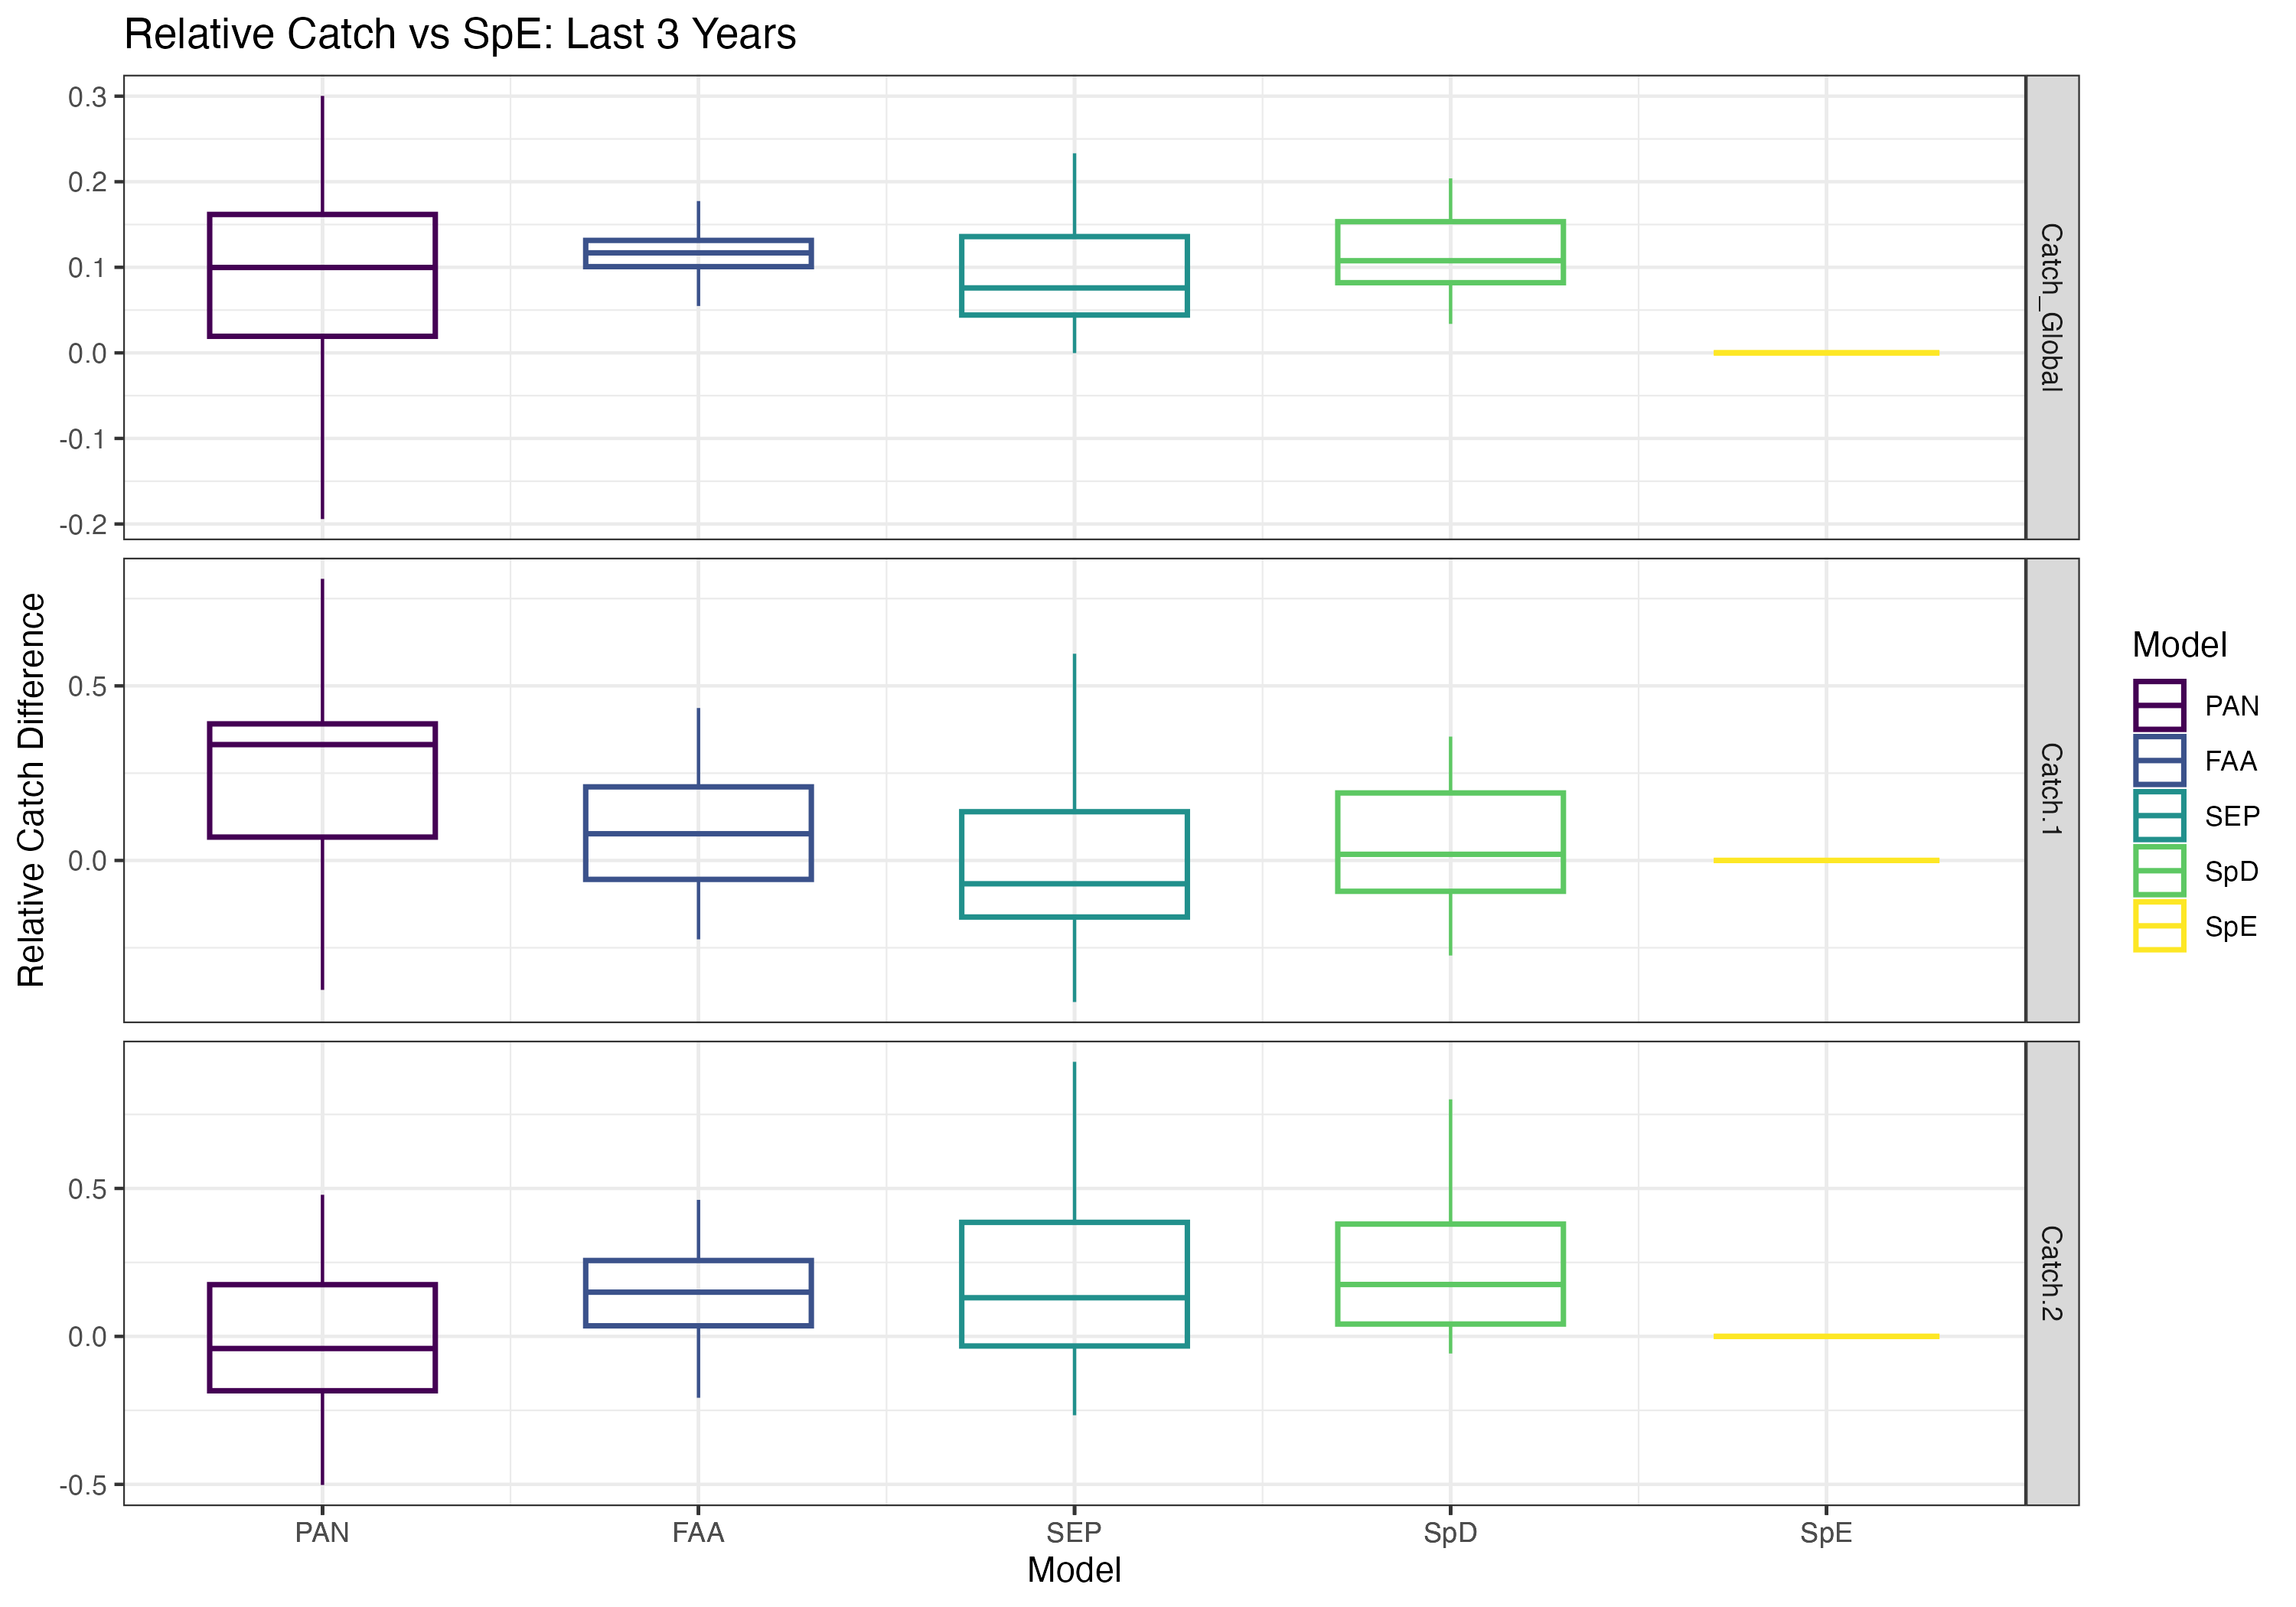 Relative Catch vs SpE: Last 3 Years
0.3
0.2
0.1
0.0
-0.1
-0.2
Catch_Global
Relative Catch Difference
0.5
0.0
Catch.1
0.5
0.0
-0.5
Catch.2
PAN FAA SEP SpD SpE
Model
Model
PAN
FAA
SEP
SpD
SpE